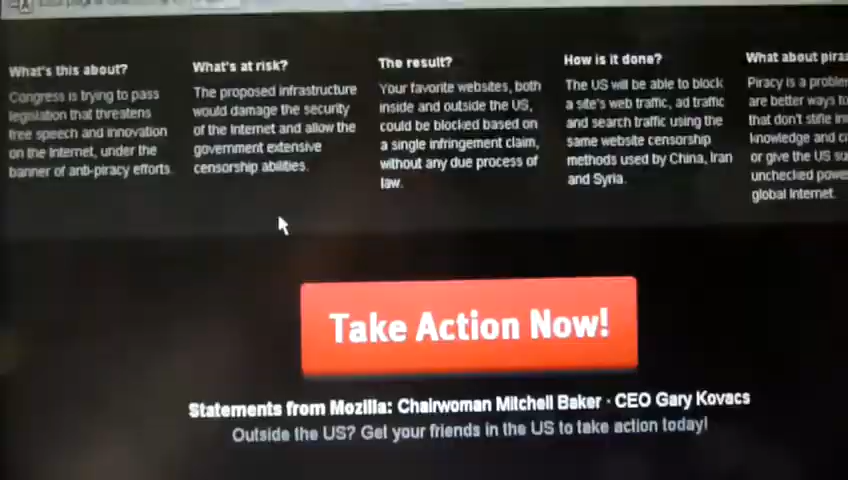 What's this about?
Congress is trying to pass
legislation that threatens
free speech and innovation
on the Internet, under the
banner of anti-piracy efforts.
What's at risk?
The proposed infrastructure
would damage the security
of the Internet and allow the
government extensive
censorship abilities.
The result?
Your favorite websites, both
inside and outside the US,
could be blocked based on
a single infringement claim,
without any due process of
law.
How is it done?
The US will be able to block
a site's web traffic, ad traffic
and search traffic using the
same website censorship
methods used by China, Iran
and Syria.
What about
Piracy is a
are better ways
that don't stifle
knowledge and
or give the US
unchecked
global Internet.
Take Action Now!
Statements from Mozilla: Chairwoman Mitchell Baker · CEO Gary Kovacs
Outside the US? Get your friends in the US to take action today!